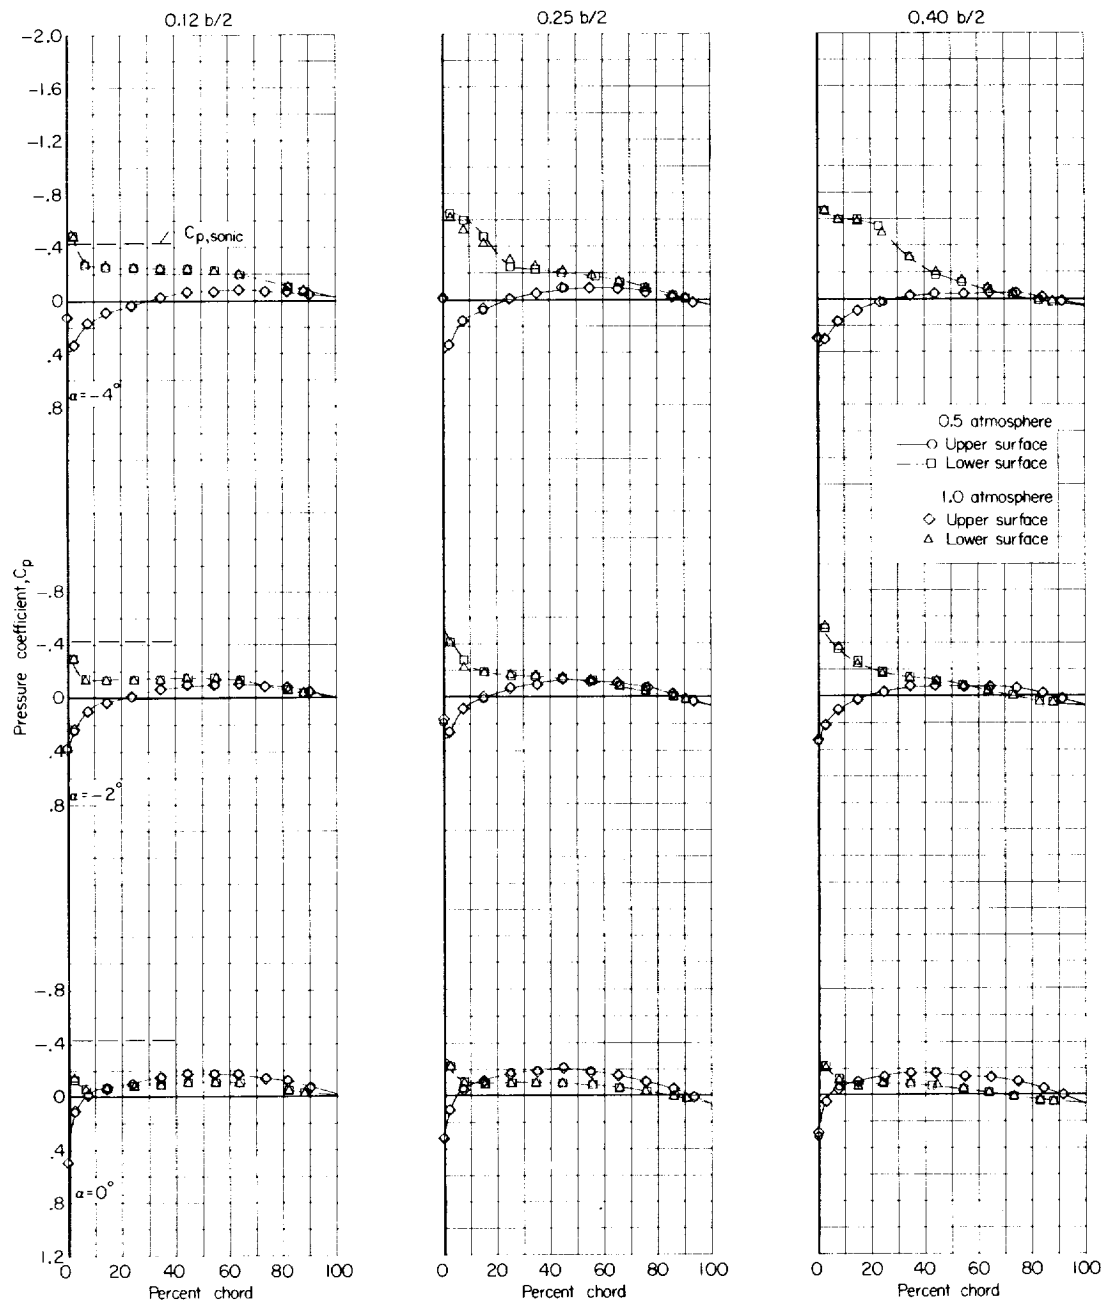 0.12 b/2 0.25 b/2 0.40 b/2
-2.0
-1.6
-1.2
-.8
-.4
0
.4
.8
C_p,sonic
α=-4°
0.5 atmosphere
Upper surface
Lower surface
1.0 atmosphere
Upper surface
Lower surface
Pressure coefficient, C_p
-.8
-.4
0
.4
.8
α=-2°
-.8
-.4
0
.4
.8
1.2
α=0°
0 20 40 60 80 100 0 20 40 60 80 100 0 20 40 60 80 100
Percent chord Percent chord Percent chord